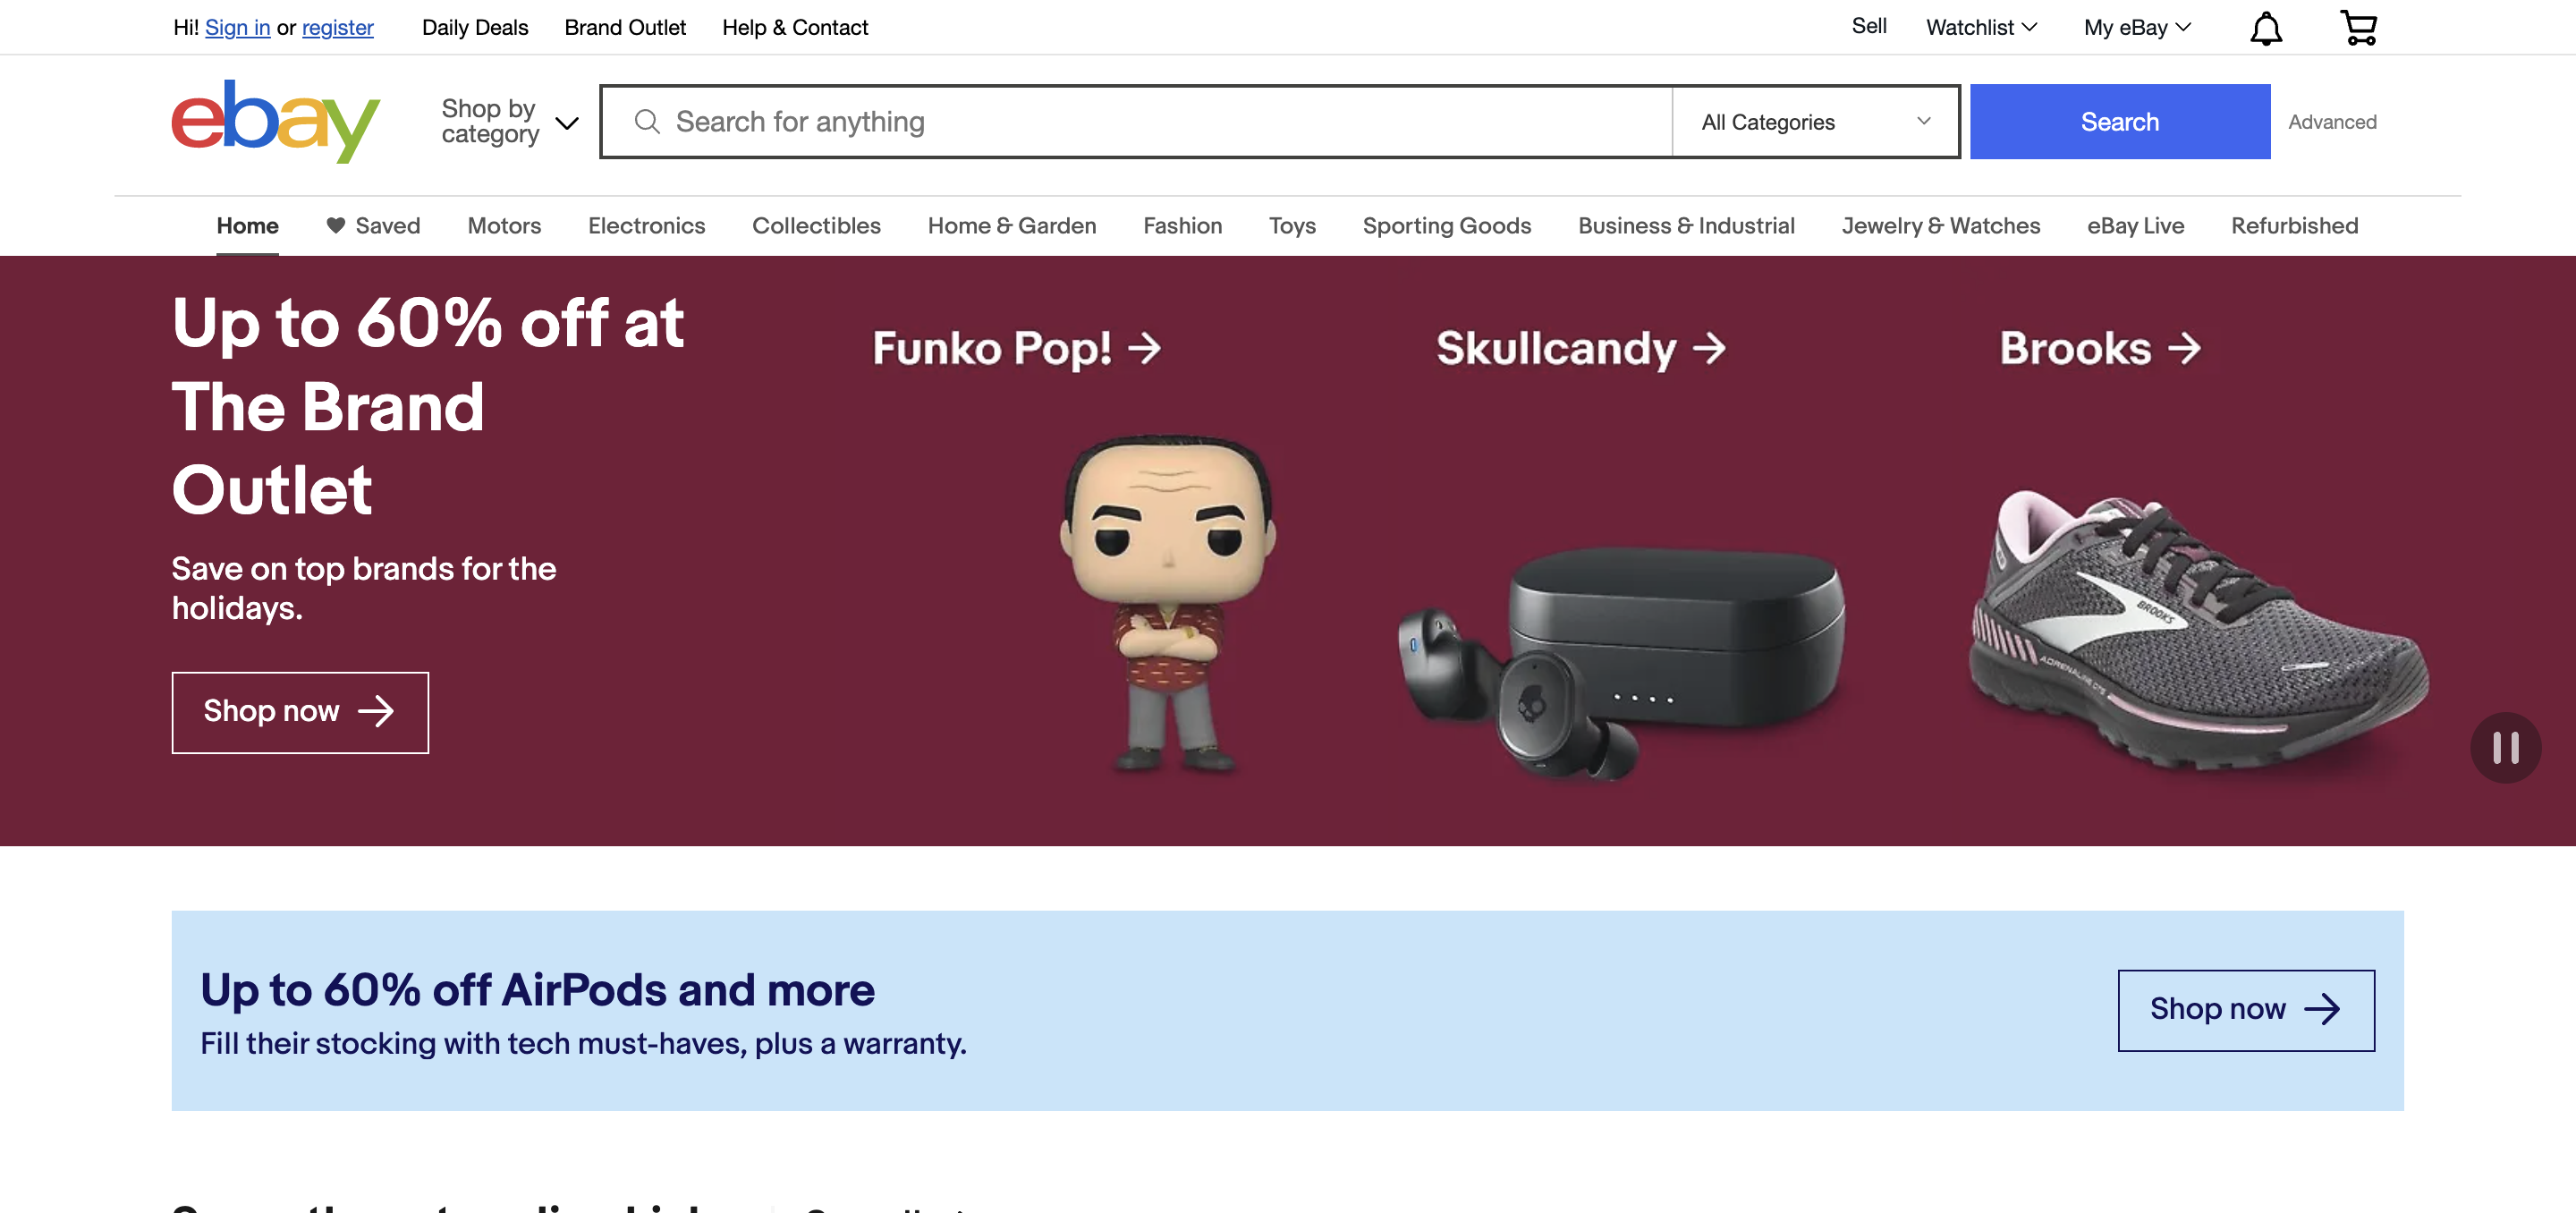 Hi! Sign in or register
Daily Deals
Brand Outlet
Help & Contact
Sell
Watchlist
My eBay
ebay
Shop by
category
Search for anything
All Categories
Search
Advanced
Home
Saved
Motors
Electronics
Collectibles
Home & Garden
Fashion
Toys
Sporting Goods
Business & Industrial
Jewelry & Watches
eBay Live
Refurbished
Up to 60% off at
The Brand
Outlet
Save on top brands for the
holidays.
Shop now →
Funko Pop! →
Skullcandy →
Brooks →
BROOKS
ADRENALINE GTS
Up to 60% off AirPods and more
Fill their stocking with tech must-haves, plus a warranty.
Shop now →